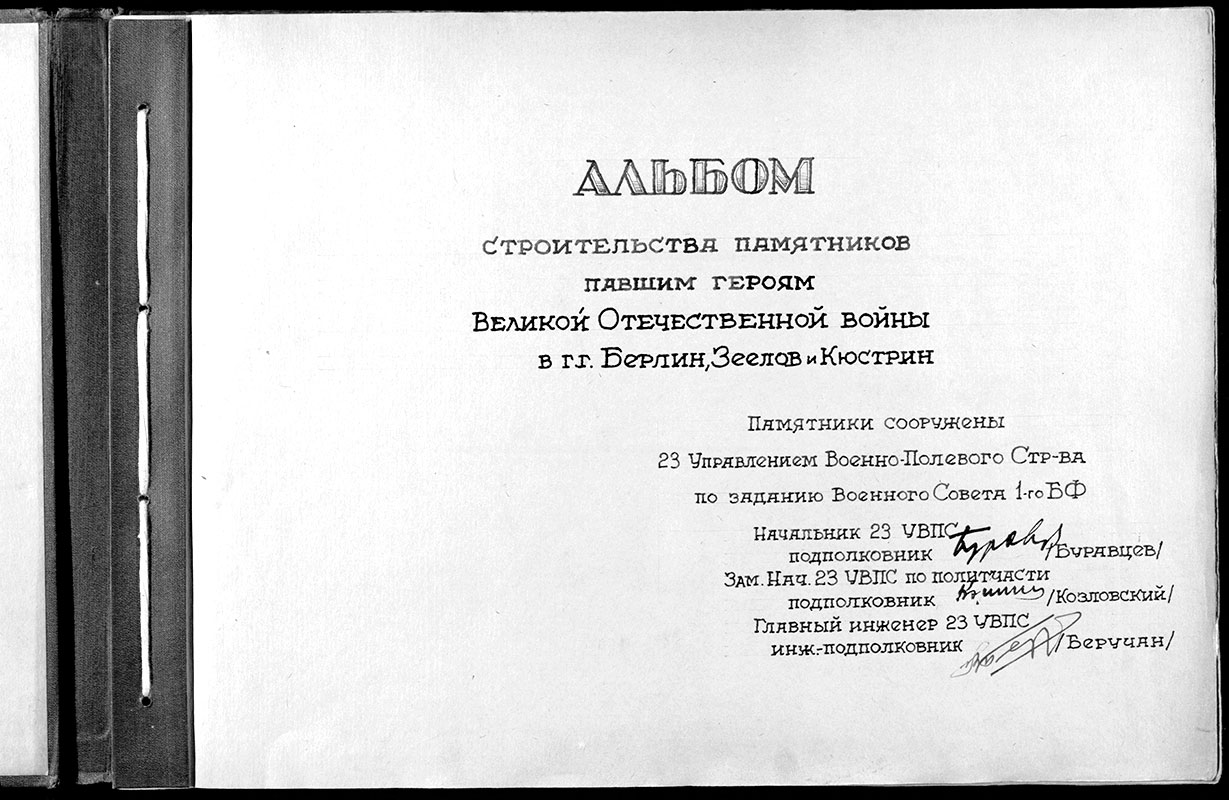 АЛЬБОМ
СТРОИТЕЛЬСТВА ПАМЯТНИКОВ
ПАВШИМ ГЕРОЯМ
ВЕЛИКОЙ ОТЕЧЕСТВЕННОЙ ВОЙНЫ
В Г.Г. БЕРЛИН, ЗЕЕЛОВ И КЮСТРИН
ПАМЯТНИКИ СООРУЖЕНЫ
23 УПРАВЛЕНИЕМ ВОЕННО-ПОЛЕВОГО СТР-ВА
ПО ЗАДАНИЮ ВОЕННОГО СОВЕТА 1-ГО БФ
НАЧАЛЬНИК 23 УВПС
ПОДПОЛКОВНИК /БУРАВЦЕВ/
ЗАМ. НАЧ. 23 УВПС ПО ПОЛИТЧАСТИ
ПОДПОЛКОВНИК /КОЗЛОВСКИЙ/
ГЛАВНЫЙ ИНЖЕНЕР 23 УВПС
ИНЖ.-ПОДПОЛКОВНИК /БЕРУЧАН/